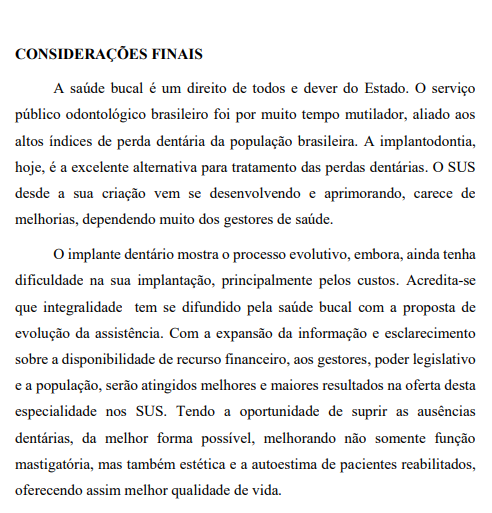 CONSIDERAÇÕES FINAIS
A saúde bucal é um direito de todos e dever do Estado. O serviço
público odontológico brasileiro foi por muito tempo mutilador, aliado aos
altos índices de perda dentária da população brasileira. A implantodontia,
hoje, é a excelente alternativa para tratamento das perdas dentárias. O SUS
desde a sua criação vem se desenvolvendo e aprimorando, carece de
melhorias, dependendo muito dos gestores de saúde.
O implante dentário mostra o processo evolutivo, embora, ainda tenha
dificuldade na sua implantação, principalmente pelos custos. Acredita-se
que integralidade  tem se difundido pela saúde bucal com a proposta de
evolução da assistência. Com a expansão da informação e esclarecimento
sobre a disponibilidade de recurso financeiro, aos gestores, poder legislativo
e a população, serão atingidos melhores e maiores resultados na oferta desta
especialidade nos SUS. Tendo a oportunidade de suprir as ausências
dentárias, da melhor forma possível, melhorando não somente função
mastigatória, mas também estética e a autoestima de pacientes reabilitados,
oferecendo assim melhor qualidade de vida.